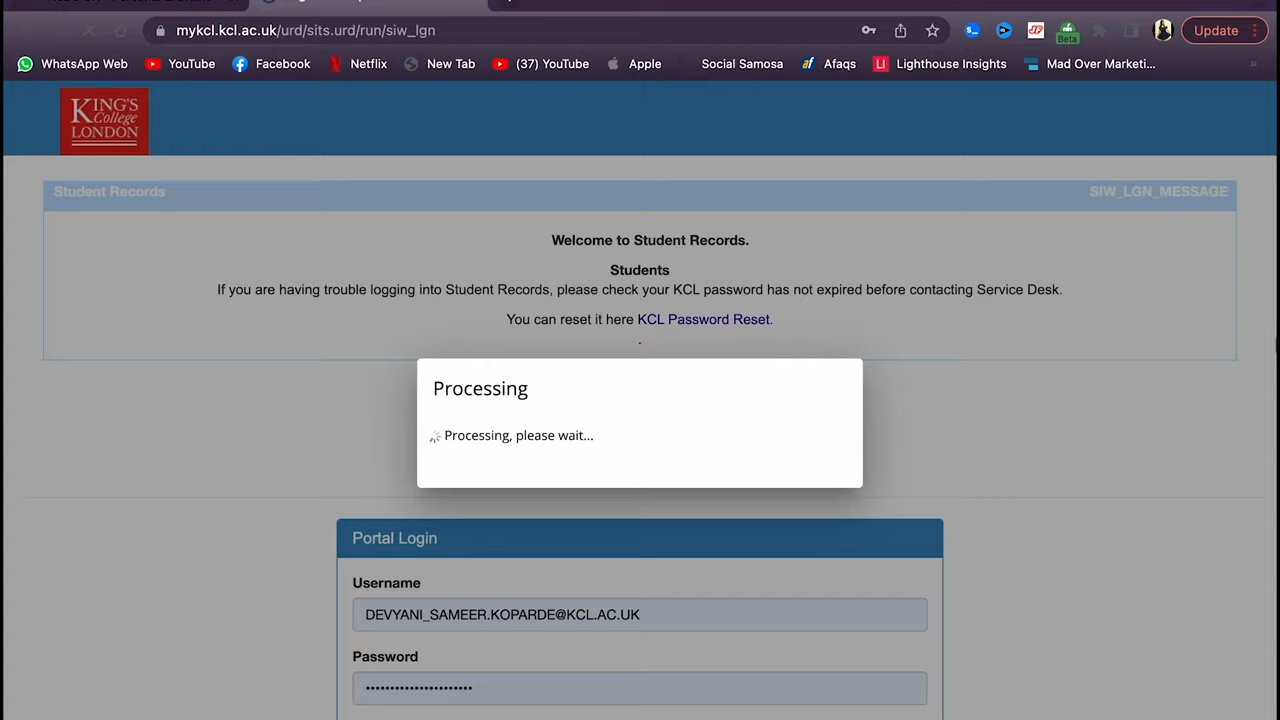 mykcl.kcl.ac.uk/urd/sits.urd/run/siw_lgn
Beta
Update
WhatsApp Web
YouTube
Facebook
Netflix
New Tab
(37) YouTube
Apple
Social Samosa
af Afaqs
LI Lighthouse Insights
Mad Over Marketi...
»
KING'S
College
LONDON
Student Records
SIW_LGN_MESSAGE
Welcome to Student Records.
Students
If you are having trouble logging into Student Records, please check your KCL password has not expired before contacting Service Desk.
You can reset it here KCL Password Reset.
.
Processing
Processing, please wait...
Portal Login
Username
DEVYANI_SAMEER.KOPARDE@KCL.AC.UK
Password
••••••••••••••••••••••